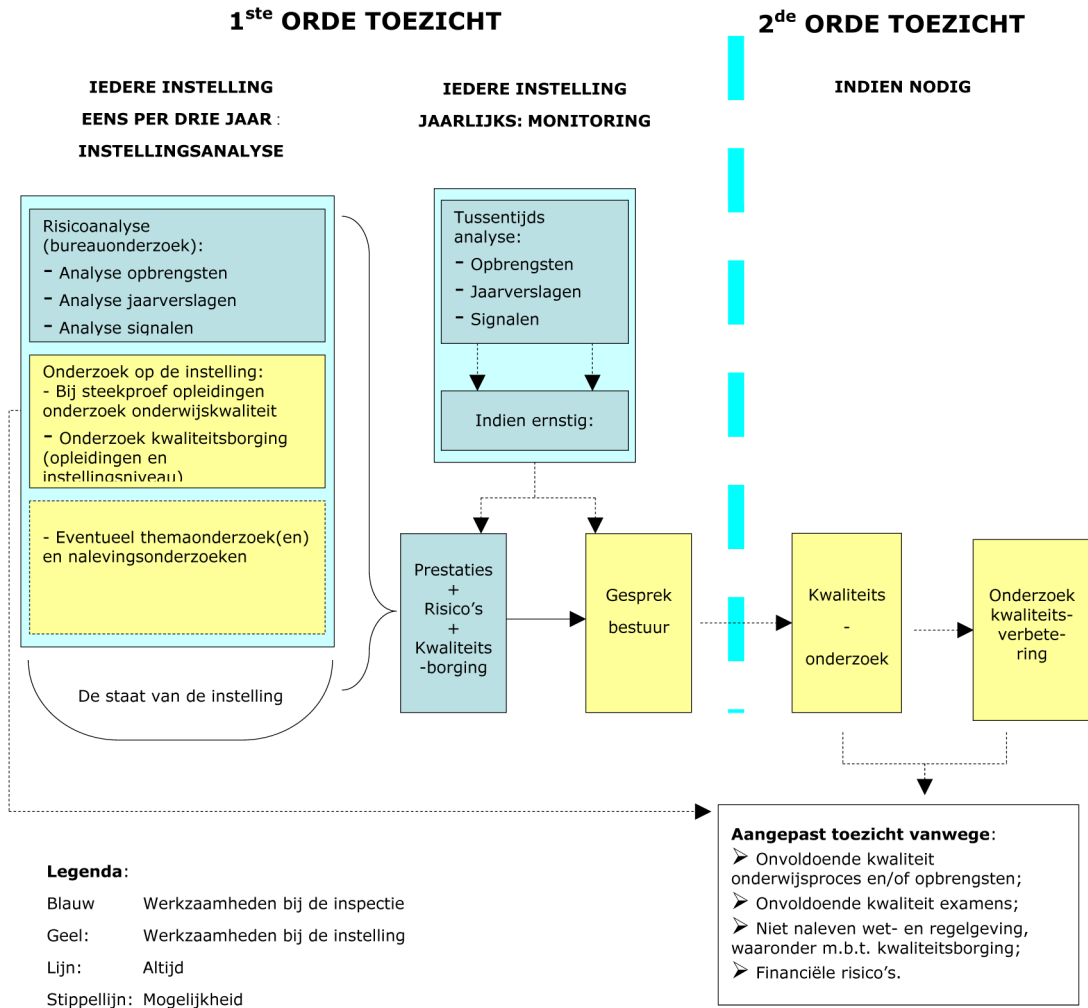 1ste ORDE TOEZICHT
2de ORDE TOEZICHT
IEDERE INSTELLING
EENS PER DRIE JAAR :
INSTELLINGSANALYSE
IEDERE INSTELLING
JAARLIJKS: MONITORING
INDIEN NODIG
Risicoanalyse
(bureauonderzoek):
- Analyse opbrengsten
- Analyse jaarverslagen
- Analyse signalen
Onderzoek op de instelling:
- Bij steekproef opleidingen
onderzoek onderwijskwaliteit
- Onderzoek kwaliteitsborging
(opleidingen en
instellingsniveau)
- Eventueel themaonderzoek(en)
en nalevingsonderzoeken
De staat van de instelling
Tussentijds
analyse:
- Opbrengsten
- Jaarverslagen
- Signalen
Indien ernstig:
Prestaties
+
Risico's
+
Kwaliteits
-borging
Gesprek
bestuur
Kwaliteits
-
onderzoek
Onderzoek
kwaliteits-
verbete-
ring
Aangepast toezicht vanwege:
➢ Onvoldoende kwaliteit
onderwijsproces en/of opbrengsten;
➢ Onvoldoende kwaliteit examens;
➢ Niet naleven wet- en regelgeving,
waaronder m.b.t. kwaliteitsborging;
➢ Financiële risico's.
Legenda:
Blauw Werkzaamheden bij de inspectie
Geel: Werkzaamheden bij de instelling
Lijn: Altijd
Stippellijn: Mogelijkheid